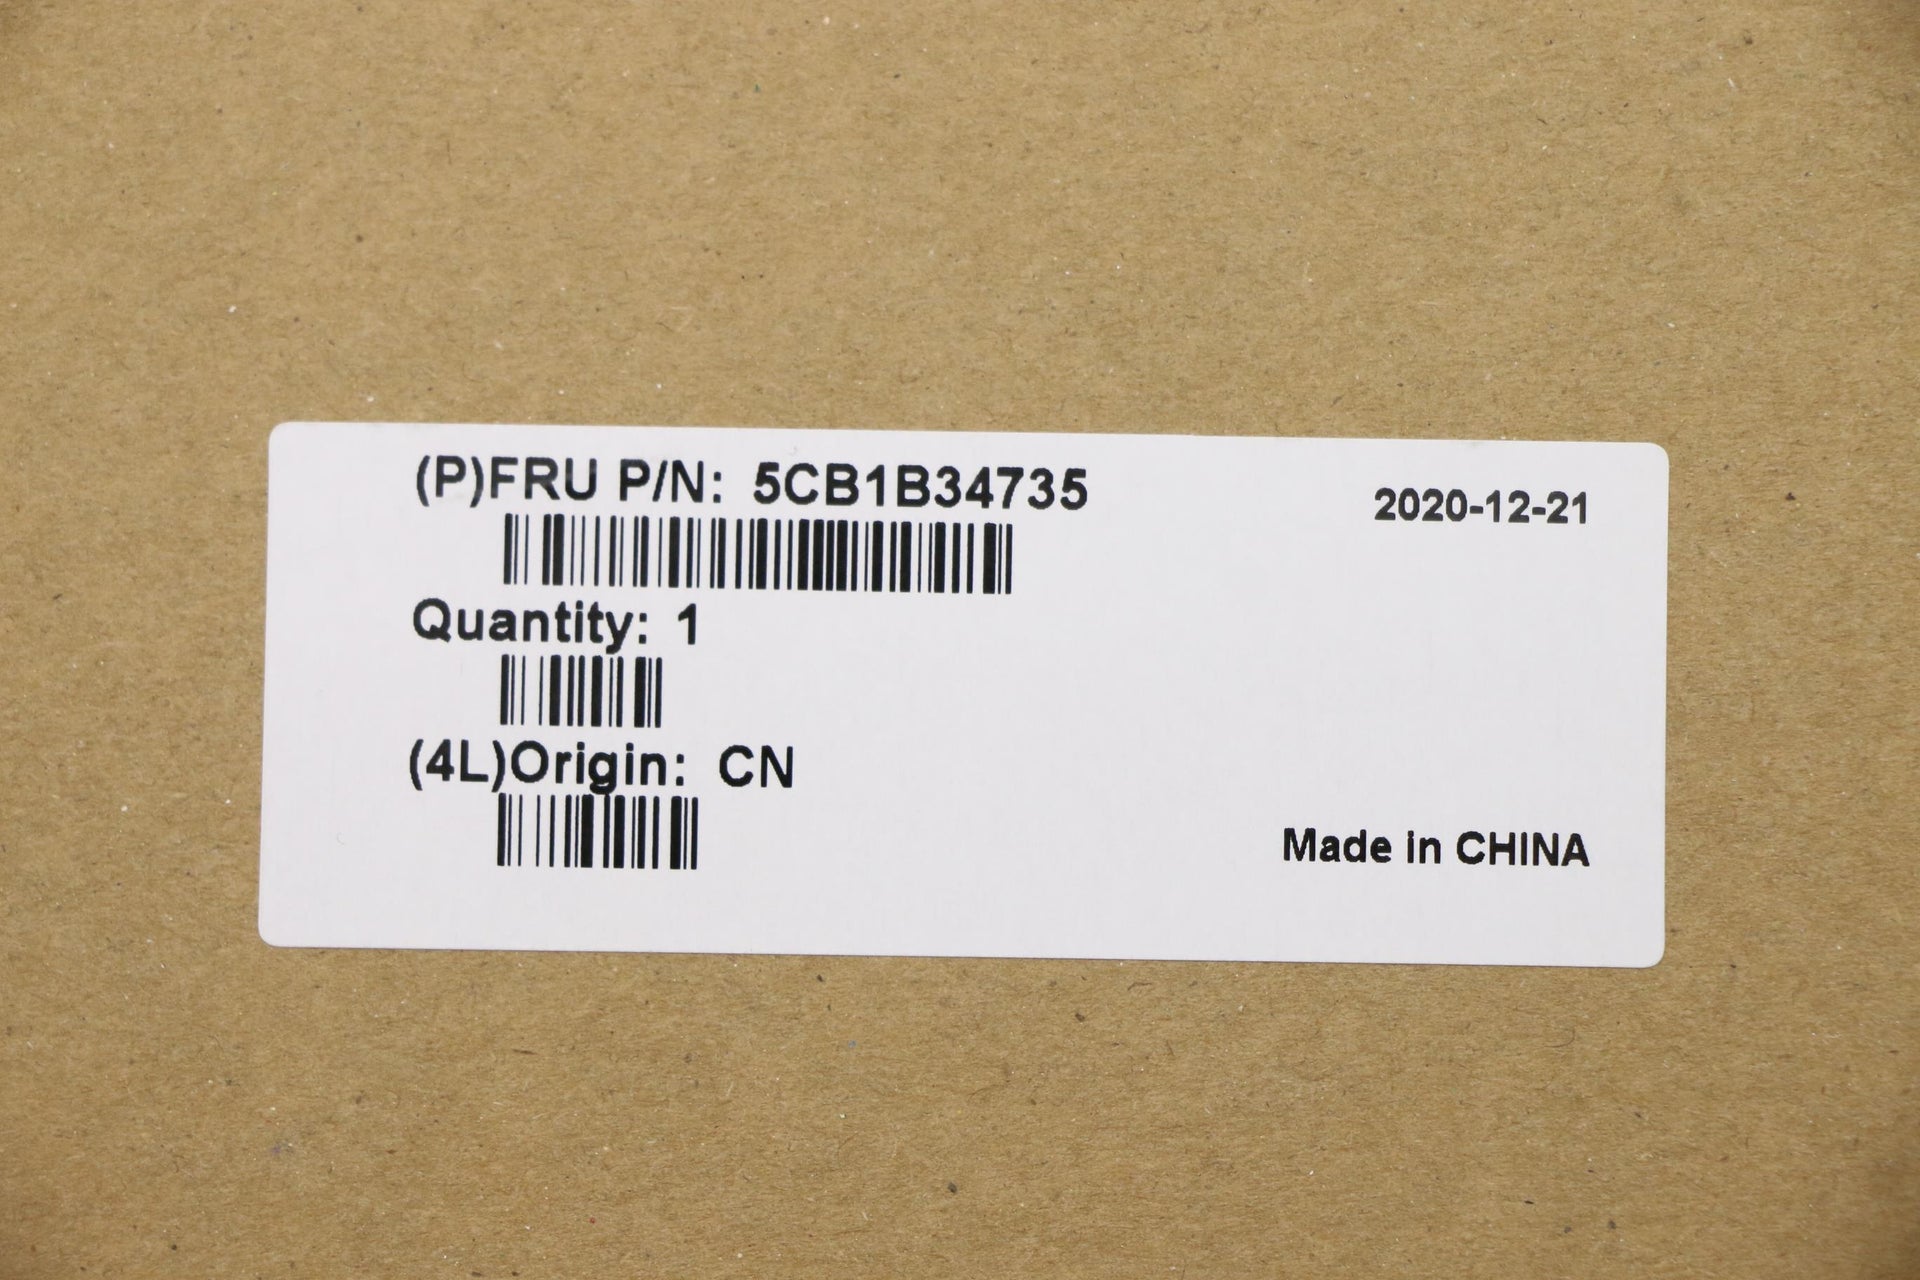 (P)FRU P/N: 5CB1B34735
2020-12-21
Quantity: 1
(4L)Origin: CN
Made in CHINA